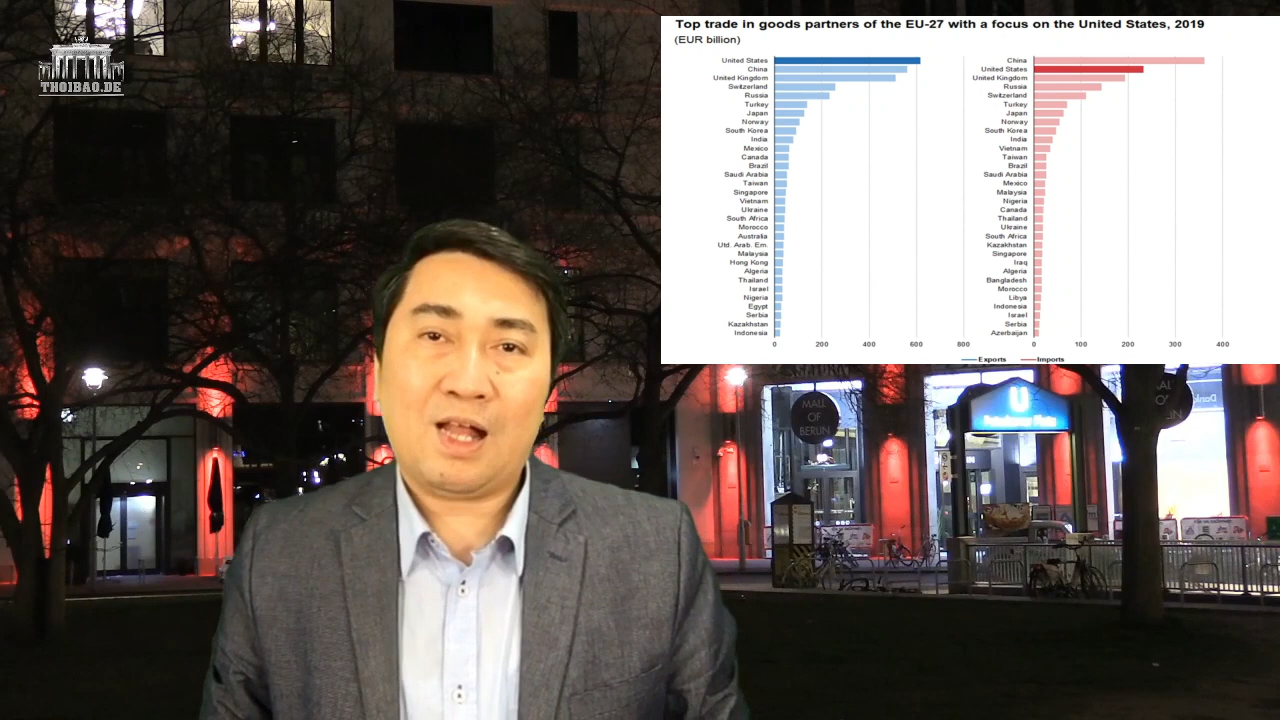 THOIBAO.DE
Top trade in goods partners of the EU-27 with a focus on the United States, 2019
(EUR billion)
United States
China
United Kingdom
Switzerland
Russia
Turkey
Japan
Norway
South Korea
India
Mexico
Canada
Brazil
Saudi Arabia
Taiwan
Singapore
Vietnam
Ukraine
South Africa
Morocco
Australia
Utd. Arab. Em.
Malaysia
Hong Kong
Algeria
Thailand
Israel
Nigeria
Egypt
Serbia
Kazakhstan
Indonesia
0 200 400 600 800
China
United States
United Kingdom
Russia
Switzerland
Turkey
Japan
Norway
South Korea
India
Vietnam
Taiwan
Brazil
Saudi Arabia
Mexico
Malaysia
Nigeria
Canada
Thailand
Ukraine
South Africa
Kazakhstan
Singapore
Iraq
Algeria
Bangladesh
Morocco
Libya
Indonesia
Israel
Serbia
Azerbaijan
0 100 200 300 400
Exports Imports
MALL
OF
BERLIN
U